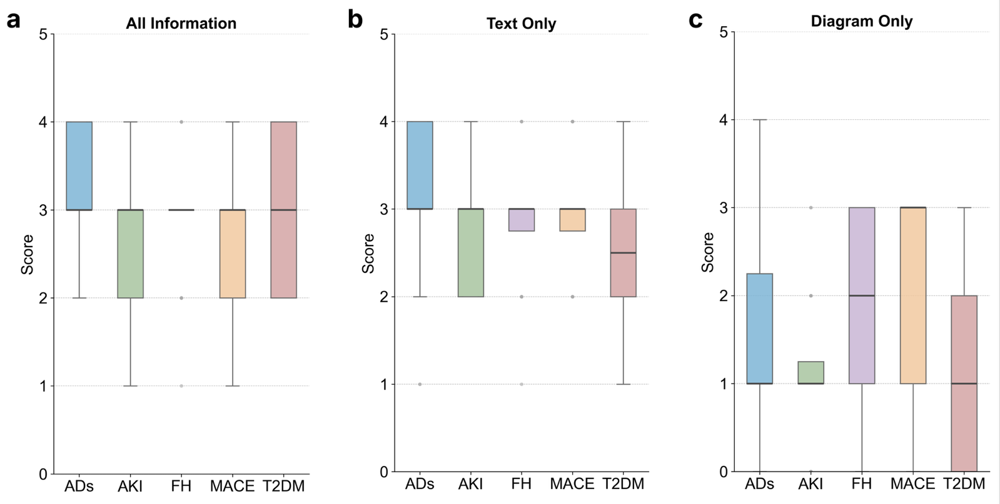 a
All Information
5
4
3
2
1
0
Score
ADs AKI FH MACE T2DM
b
Text Only
5
4
3
2
1
0
Score
ADs AKI FH MACE T2DM
c
Diagram Only
5
4
3
2
1
0
Score
ADs AKI FH MACE T2DM